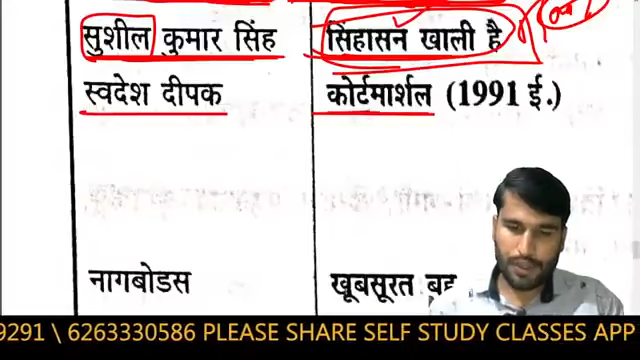 सुशील कुमार सिंह सिंहासन खाली है
स्वदेश दीपक कोर्टमार्शल (1991 ई.)
नागबोडस खूबसूरत
9291 \ 6263330586 PLEASE SHARE SELF STUDY CLASSES APP